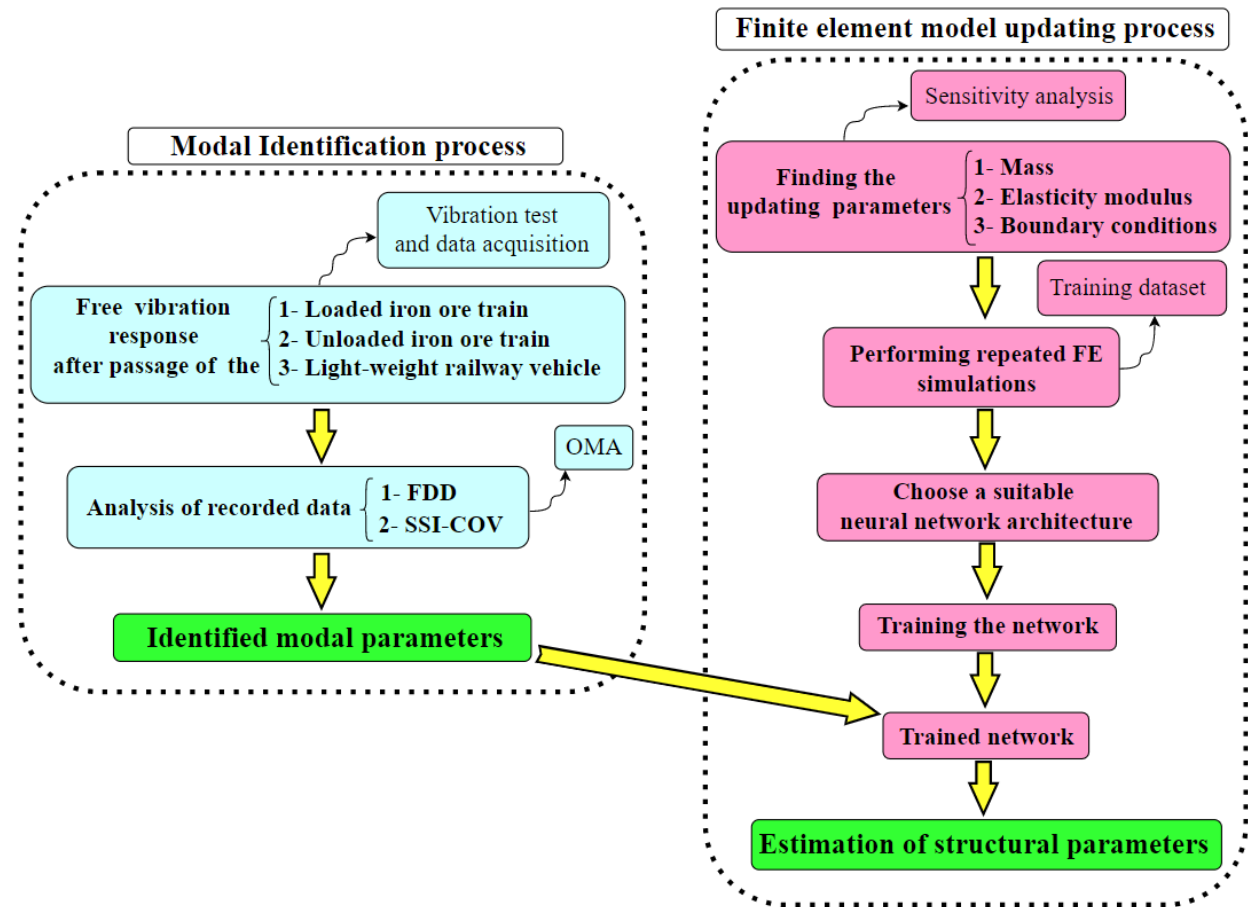 Modal Identification process
Vibration test
and data acquisition
Free vibration
response
after passage of the
1- Loaded iron ore train
2- Unloaded iron ore train
3- Light-weight railway vehicle
OMA
Analysis of recorded data
1- FDD
2- SSI-COV
Identified modal parameters
Finite element model updating process
Sensitivity analysis
Finding the
updating parameters
1- Mass
2- Elasticity modulus
3- Boundary conditions
Training dataset
Performing repeated FE
simulations
Choose a suitable
neural network architecture
Training the network
Trained network
Estimation of structural parameters